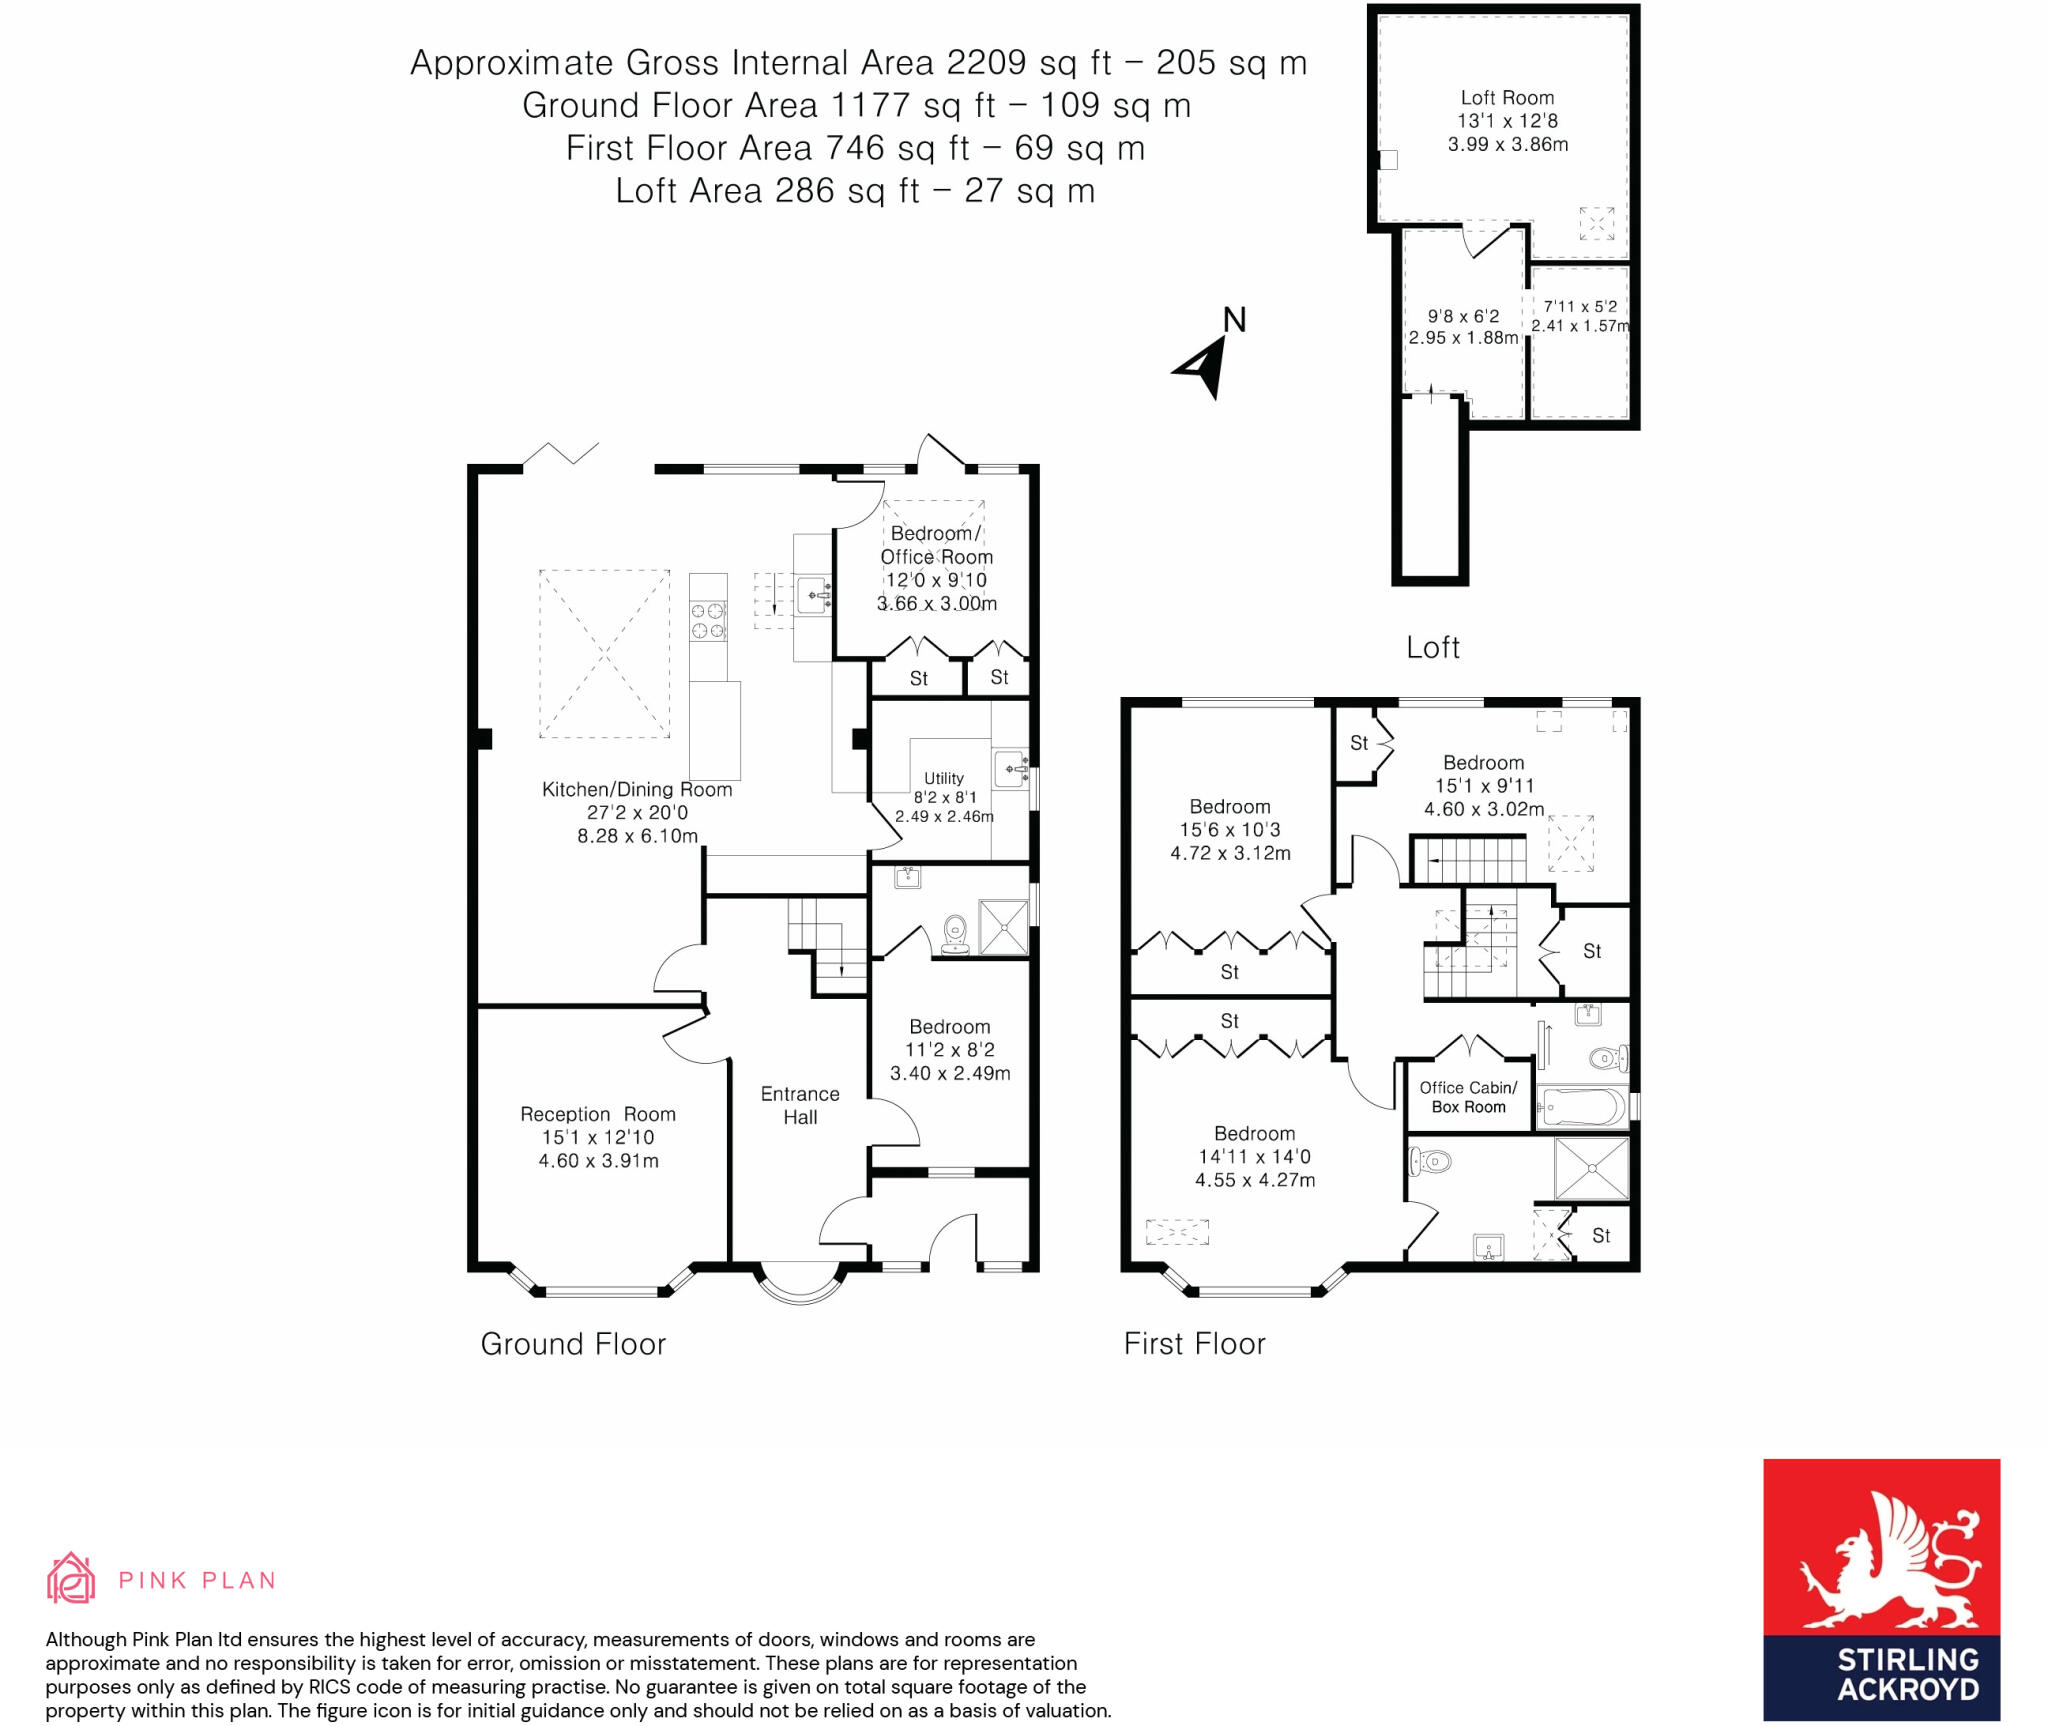 Approximate Gross Internal Area 2209 sq ft – 205 sq m
Ground Floor Area 1177 sq ft – 109 sq m
First Floor Area 746 sq ft – 69 sq m
Loft Area 286 sq ft – 27 sq m
Loft Room
13'1 x 12'8
3.99 x 3.86m
9'8 x 6'2
2.95 x 1.88m
7'11 x 5'2
2.41 x 1.57m
Loft
N
Bedroom/
Office Room
12'0 x 9'10
3.66 x 3.00m
St
St
Kitchen/Dining Room
27'2 x 20'0
8.28 x 6.10m
Utility
8'2 x 8'1
2.49 x 2.46m
Bedroom
11'2 x 8'2
3.40 x 2.49m
Entrance
Hall
Reception Room
15'1 x 12'10
4.60 x 3.91m
Ground Floor
St
Bedroom
15'1 x 9'11
4.60 x 3.02m
Bedroom
15'6 x 10'3
4.72 x 3.12m
St
St
St
Office Cabin/
Box Room
Bedroom
14'11 x 14'0
4.55 x 4.27m
St
First Floor
PINK PLAN
Although Pink Plan ltd ensures the highest level of accuracy, measurements of doors, windows and rooms are
approximate and no responsibility is taken for error, omission or misstatement. These plans are for representation
purposes only as defined by RICS code of measuring practise. No guarantee is given on total square footage of the
property within this plan. The figure icon is for initial guidance only and should not be relied on as a basis of valuation.
STIRLING
ACKROYD